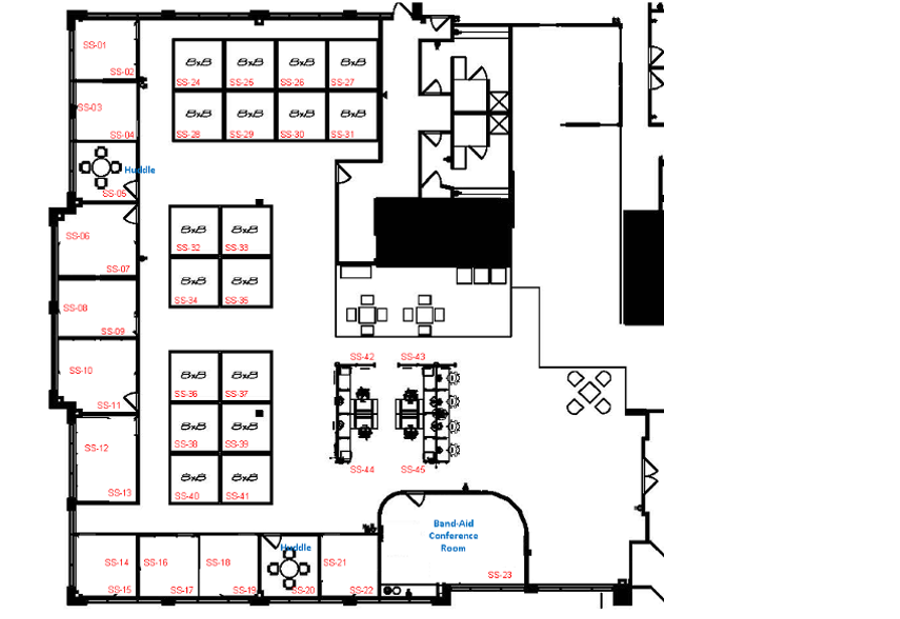 SS-01
SS-02
SS-03
SS-04
Huddle
SS-05
SS-06
SS-07
SS-08
SS-09
SS-10
SS-11
SS-12
SS-13
8x8 8x8 8x8 8x8
SS-24 SS-25 SS-26 SS-27
8x8 8x8 8x8 8x8
SS-28 SS-29 SS-30 SS-31
8x8 8x8
SS-32 SS-33
8x8 8x8
SS-34 SS-35
8x8 8x8
SS-36 SS-37
8x8 8x8
SS-38 SS-39
8x8 8x8
SS-40 SS-41
SS-42 SS-43
SS-44 SS-45
Band-Aid
Conference
Room
SS-23
Huddle
SS-14 SS-16 SS-18 SS-21
SS-15 SS-17 SS-19 SS-20 SS-22